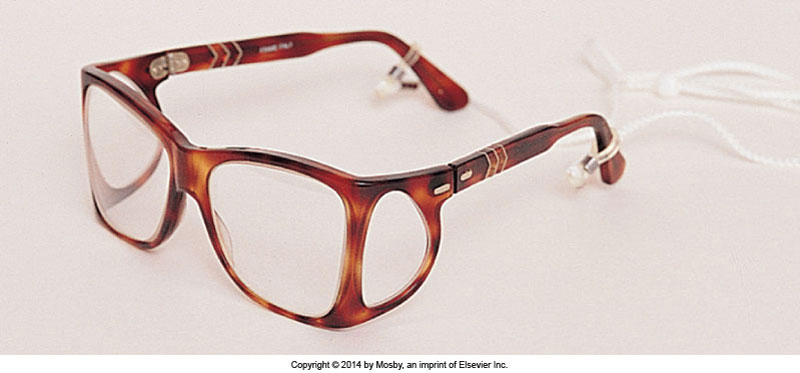 Copyright © 2014 by Mosby, an imprint of Elsevier Inc.